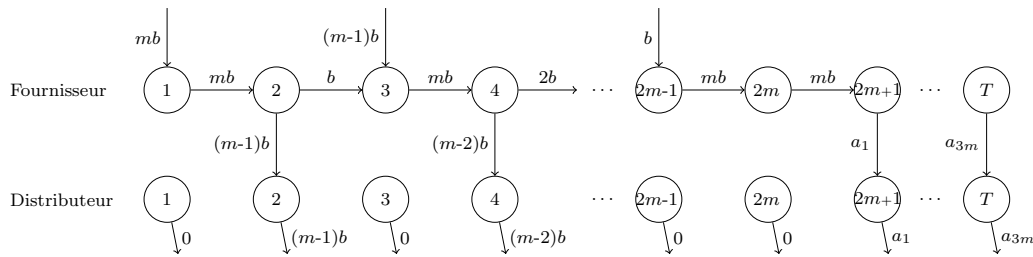 mb (m-1)b b
Fournisseur 1 mb 2 b 3 mb 4 2b ... 2m-1 mb 2m mb 2m+1 ... T
(m-1)b (m-2)b a₁ a₃ₘ
Distributeur 1 2 3 4 ... 2m-1 2m 2m+1 ... T
0 (m-1)b 0 (m-2)b 0 0 a₁ a₃ₘ